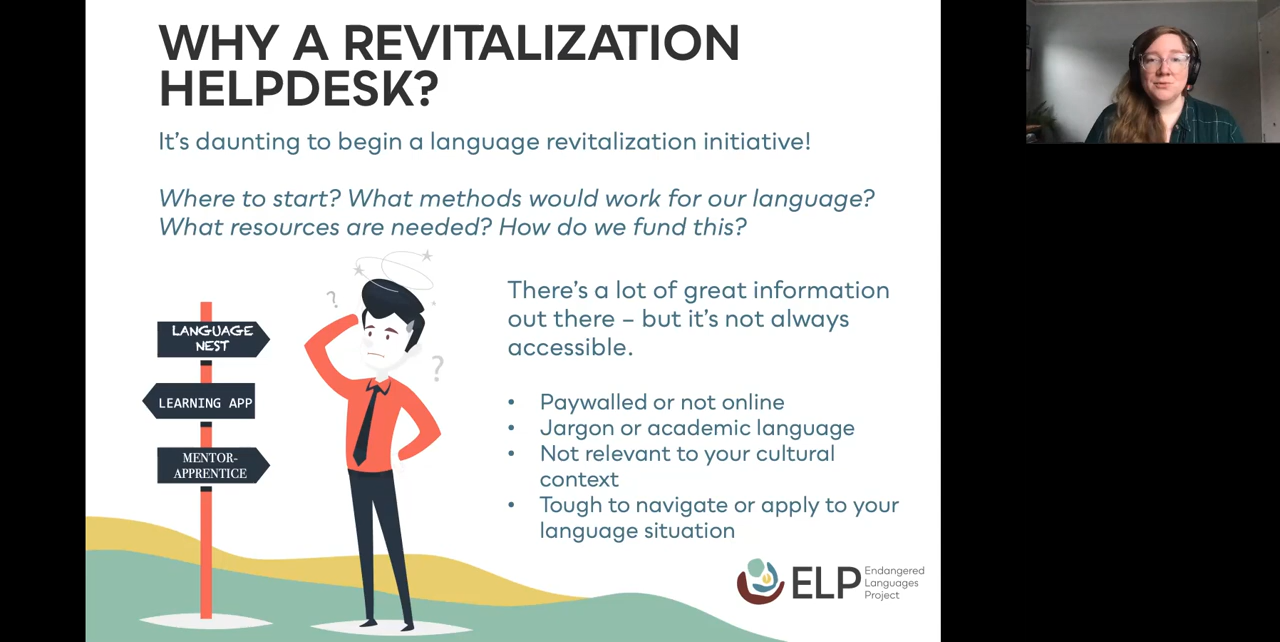 WHY A REVITALIZATION
HELPDESK?
It's daunting to begin a language revitalization initiative!
Where to start? What methods would work for our language?
What resources are needed? How do we fund this?
LANGUAGE
NEST
LEARNING APP
MENTOR-
APPRENTICE
?
?
There's a lot of great information
out there – but it's not always
accessible.
• Paywalled or not online
• Jargon or academic language
• Not relevant to your cultural
context
• Tough to navigate or apply to your
language situation
ELP
Endangered
Languages
Project